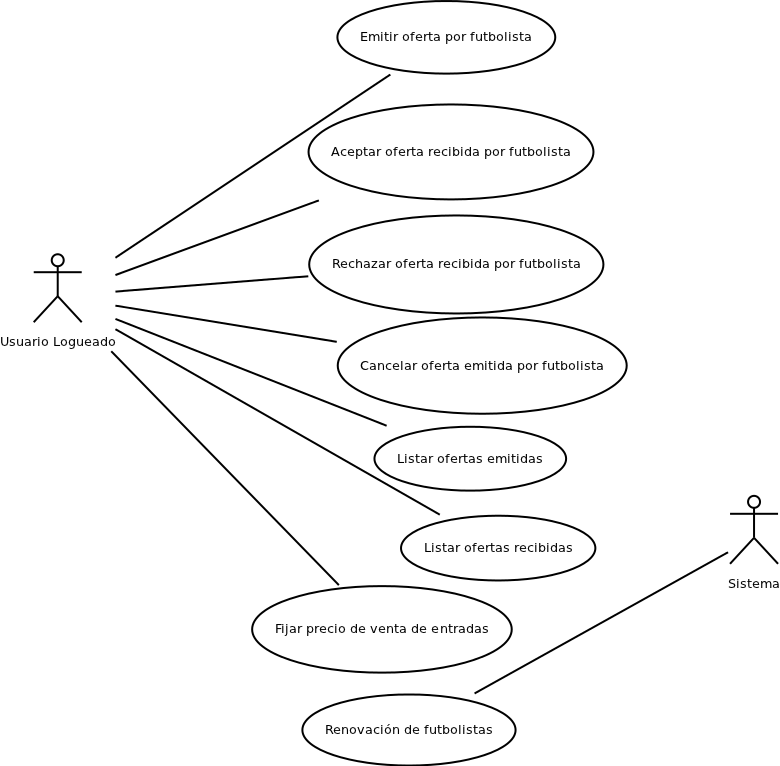 Emitir oferta por futbolista
Aceptar oferta recibida por futbolista
Rechazar oferta recibida por futbolista
Usuario Logueado
Cancelar oferta emitida por futbolista
Listar ofertas emitidas
Listar ofertas recibidas
Sistema
Fijar precio de venta de entradas
Renovación de futbolistas